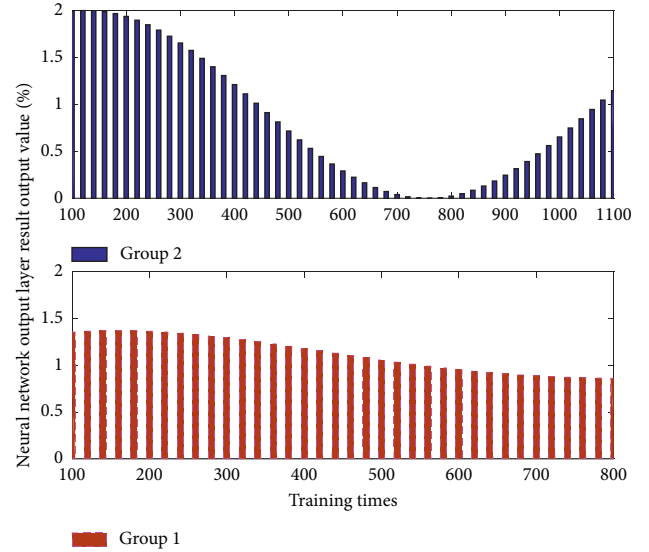 Neural network output layer result output value (%)
2
1.5
1
0.5
0
100 200 300 400 500 600 700 800 900 1000 1100
Group 2
2
1.5
1
0.5
0
100 200 300 400 500 600 700 800
Training times
Group 1